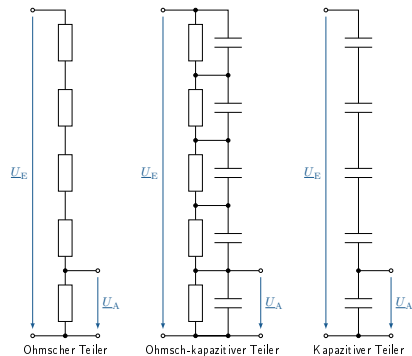 U_E U_E U_E
U_A U_A U_A
Ohmscher Teiler Ohmsch-kapazitiver Teiler Kapazitiver Teiler